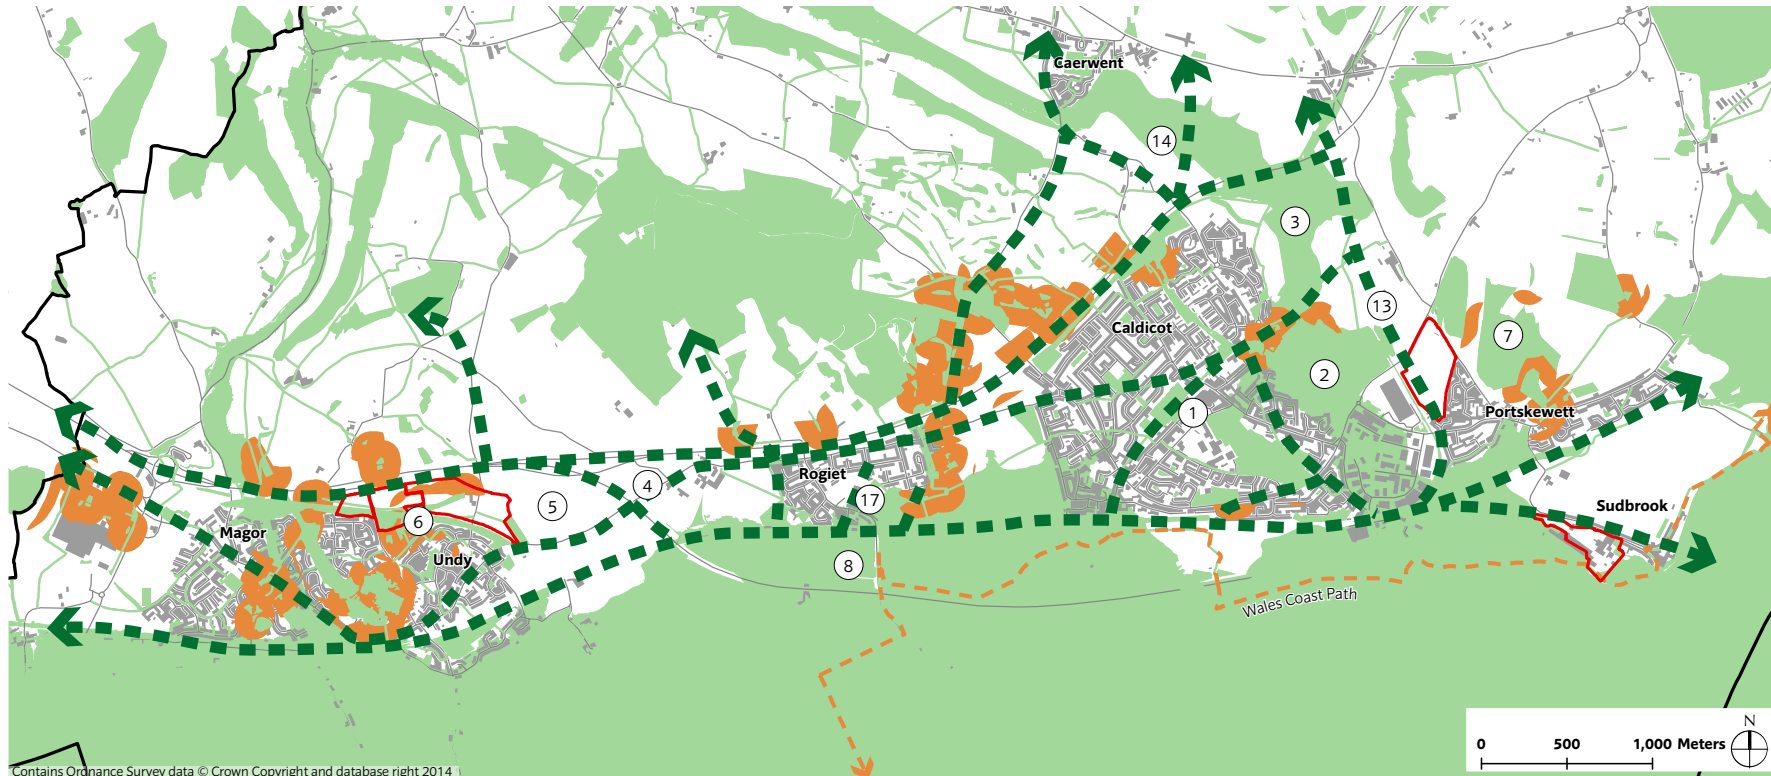 Caerwent
14
3
13
Caldicot
7
2
1
Portskewett
Rogiet
4
17
5
6
Magor
Undy
8
Sudbrook
Wales Coast Path
N
0 500 1,000 Meters
Contains Ordnance Survey data © Crown Copyright and database right 2014